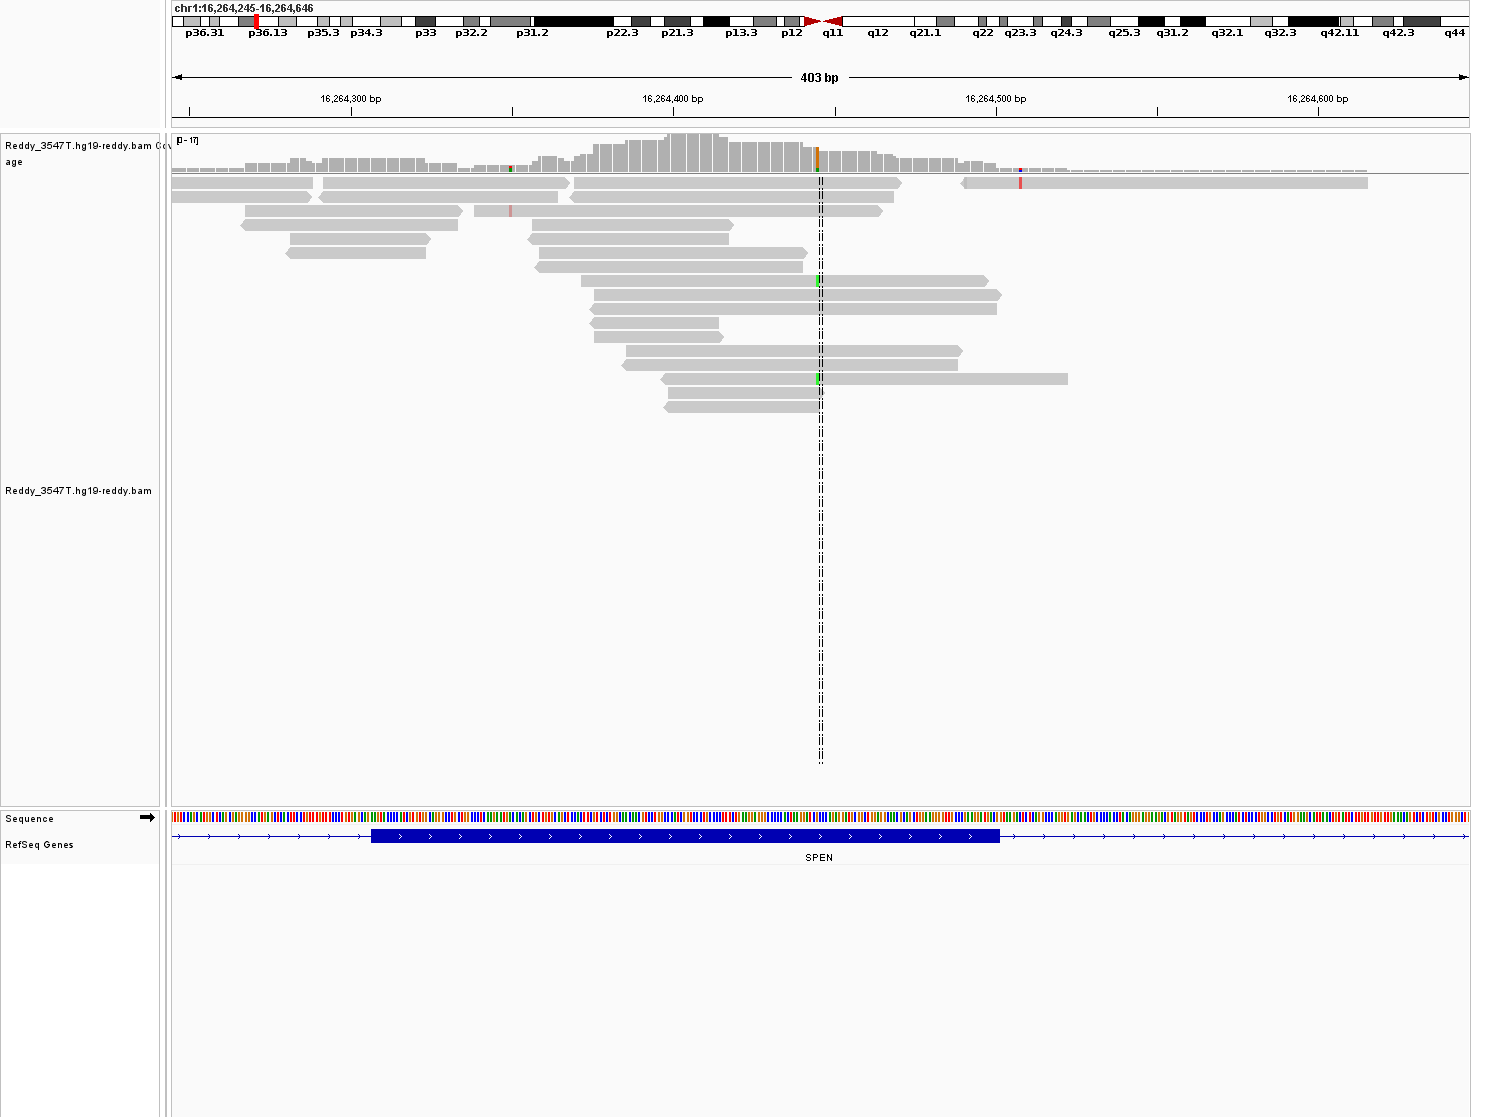 chr1:16,264,245-16,264,646
p36.31 p36.13 p35.3 p34.3 p33 p32.2 p31.2 p22.3 p21.3 p13.3 p12 q11 q12 q21.1 q22 q23.3 q24.3 q25.3 q31.2 q32.1 q32.3 q42.11 q42.3 q44
403 bp
16,264,300 bp 16,264,400 bp 16,264,500 bp 16,264,600 bp
[0 - 17]
Reddy_3547T.hg19-reddy.bam Cov
age
Reddy_3547T.hg19-reddy.bam
Sequence
RefSeq Genes
SPEN